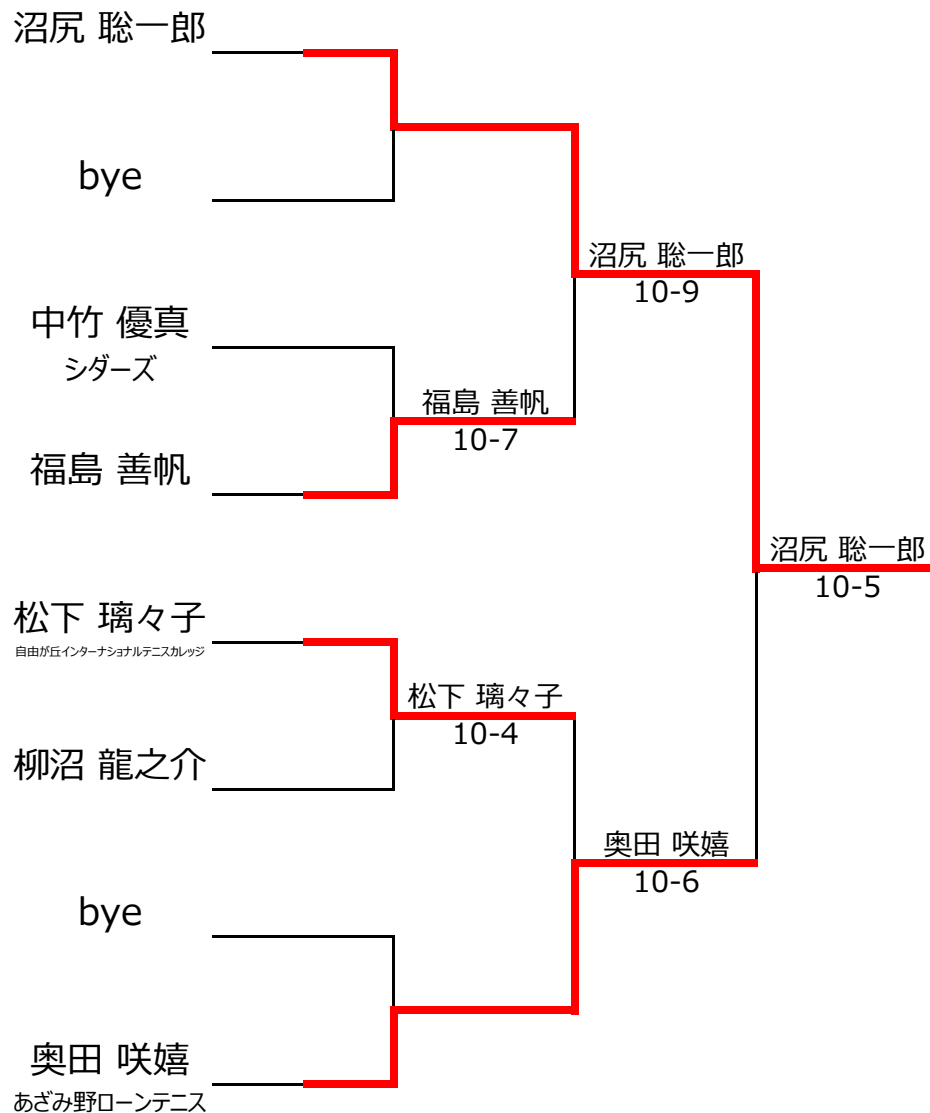 沼尻 聡一郎
bye
沼尻 聡一郎
10-9
中竹 優真
シダーズ
福島 善帆
10-7
福島 善帆
沼尻 聡一郎
10-5
松下 璃々子
自由が丘インターナショナルテニスカレッジ
松下 璃々子
10-4
柳沼 龍之介
奥田 咲嬉
10-6
bye
奥田 咲嬉
あざみ野ローンテニス